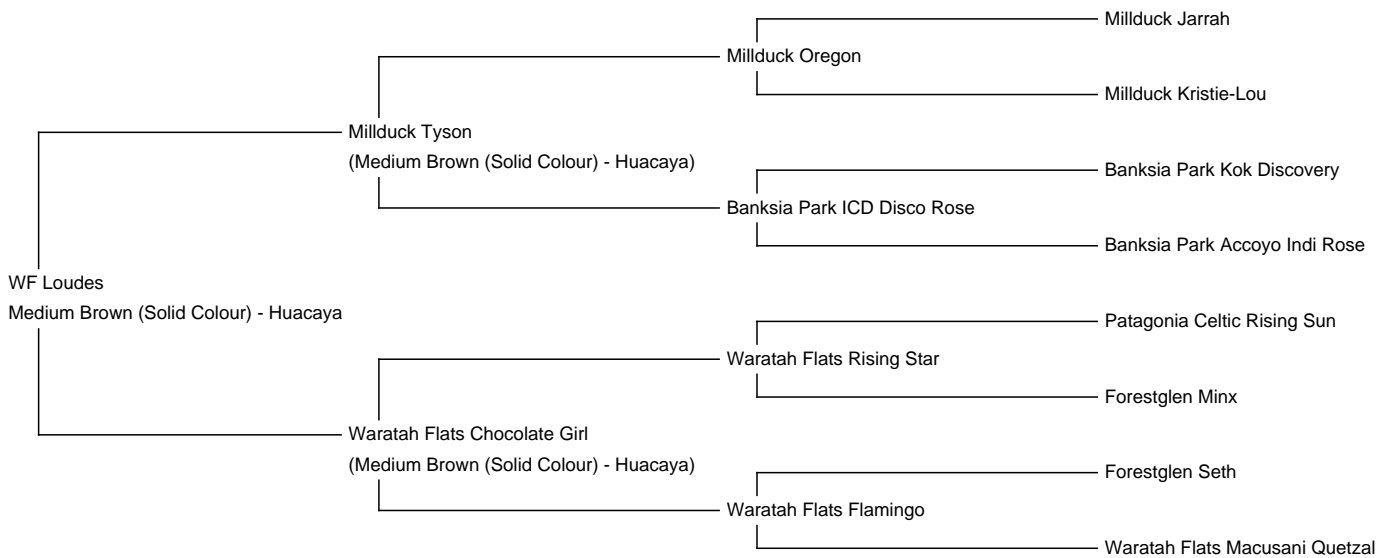 Millduck Jarrah
Millduck Oregon
Millduck Kristie-Lou
Millduck Tyson
(Medium Brown (Solid Colour) - Huacaya)
Banksia Park Kok Discovery
Banksia Park ICD Disco Rose
Banksia Park Accoyo Indi Rose
WF Loudes
Medium Brown (Solid Colour) - Huacaya
Patagonia Celtic Rising Sun
Waratah Flats Rising Star
Forestglen Minx
Waratah Flats Chocolate Girl
(Medium Brown (Solid Colour) - Huacaya)
Forestglen Seth
Waratah Flats Flamingo
Waratah Flats Macusani Quetzal